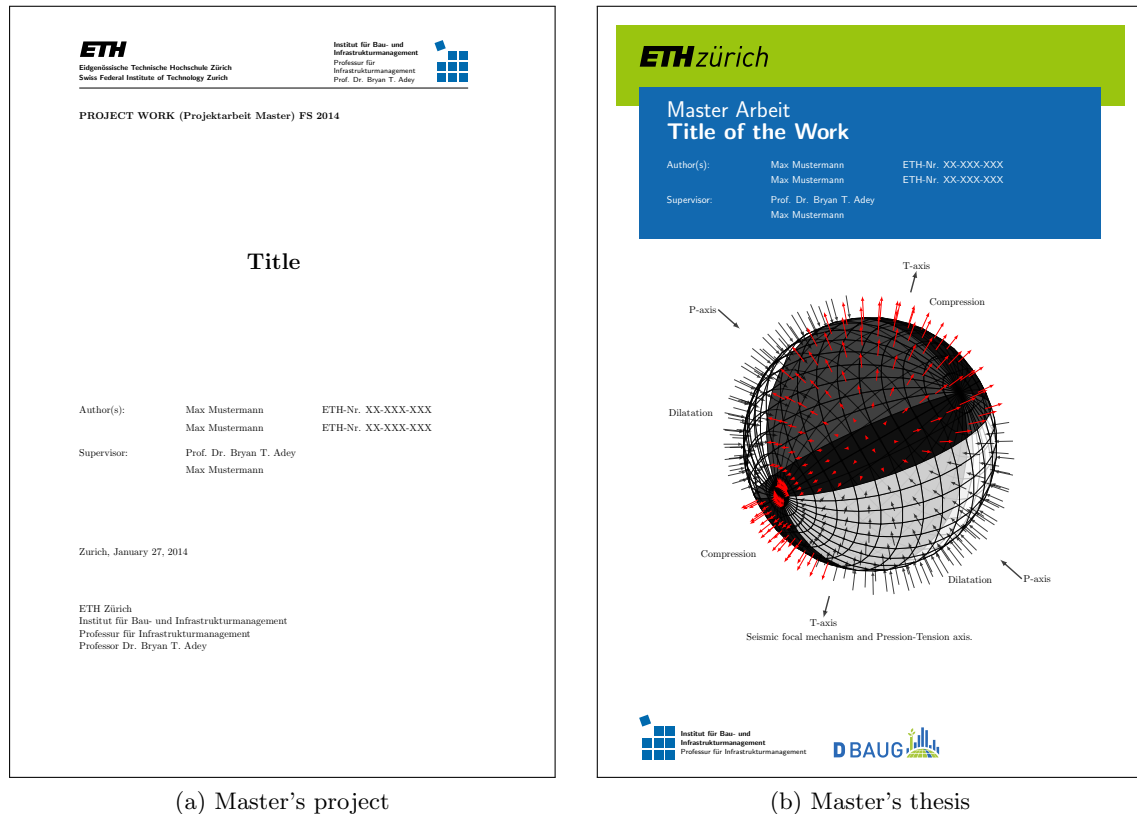 ETH
Eidgenössische Technische Hochschule Zürich
Swiss Federal Institute of Technology Zurich
Institut für Bau- und
Infrastrukturmanagement
Professur für
Infrastrukturmanagement
Prof. Dr. Bryan T. Adey
PROJECT WORK (Projektarbeit Master) FS 2014
Title
Author(s): Max Mustermann ETH-Nr. XX-XXX-XXX
Max Mustermann ETH-Nr. XX-XXX-XXX
Supervisor: Prof. Dr. Bryan T. Adey
Max Mustermann
Zurich, January 27, 2014
ETH Zürich
Institut für Bau- und Infrastrukturmanagement
Professur für Infrastrukturmanagement
Professor Dr. Bryan T. Adey
(a) Master's project
ETH zürich
Master Arbeit
Title of the Work
Author(s): Max Mustermann ETH-Nr. XX-XXX-XXX
Max Mustermann ETH-Nr. XX-XXX-XXX
Supervisor: Prof. Dr. Bryan T. Adey
Max Mustermann
T-axis
Compression
P-axis
Dilatation
Compression
Dilatation
P-axis
T-axis
Seismic focal mechanism and Pression-Tension axis.
Institut für Bau- und
Infrastrukturmanagement
Professur für Infrastrukturmanagement
D BAUG
(b) Master's thesis